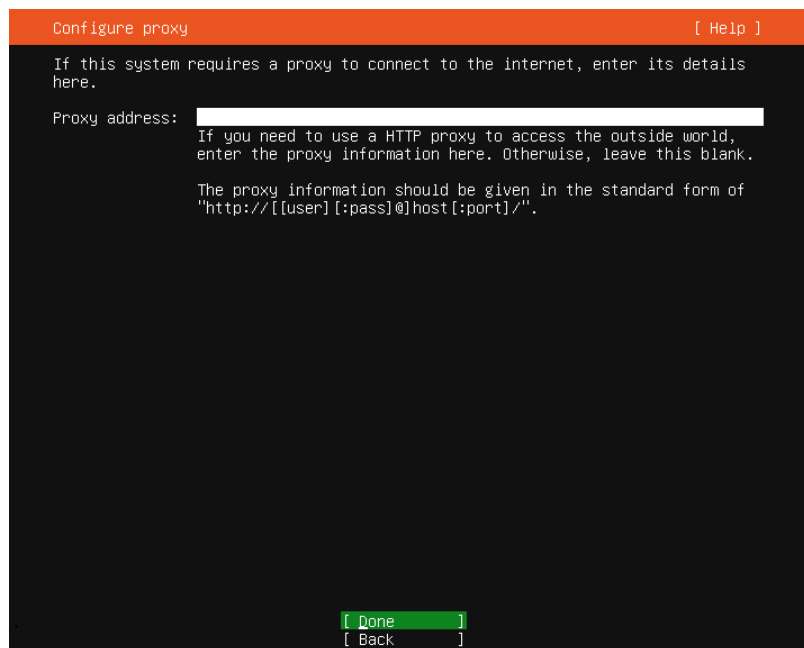 Configure proxy [ Help ]
If this system requires a proxy to connect to the internet, enter its details
here.
Proxy address:
If you need to use a HTTP proxy to access the outside world,
enter the proxy information here. Otherwise, leave this blank.
The proxy information should be given in the standard form of
"http://[[user][:pass]@]host[:port]/".
[ Done ]
[ Back ]